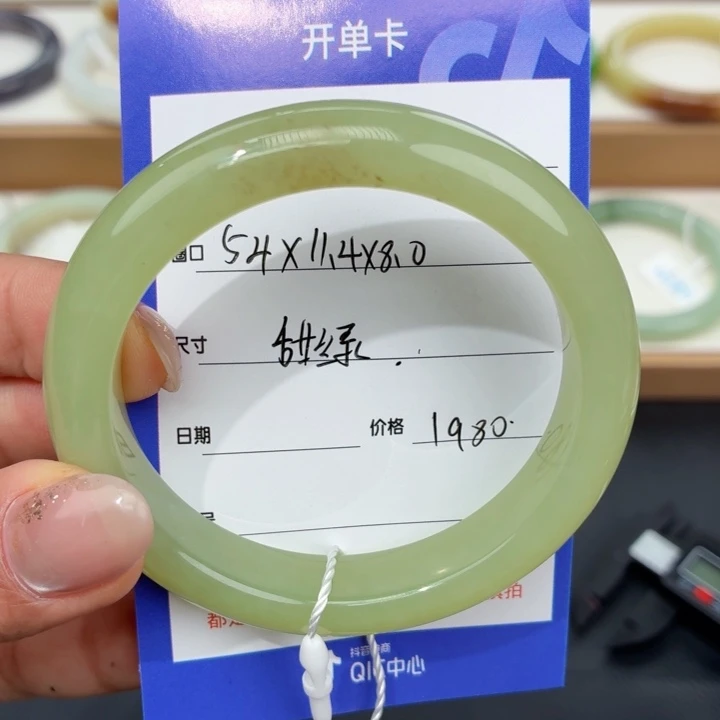 开单卡
圈口 54X11.4X8.0
尺寸 甜绿.
日期 价格 1980.
抖音电商
QIC中心